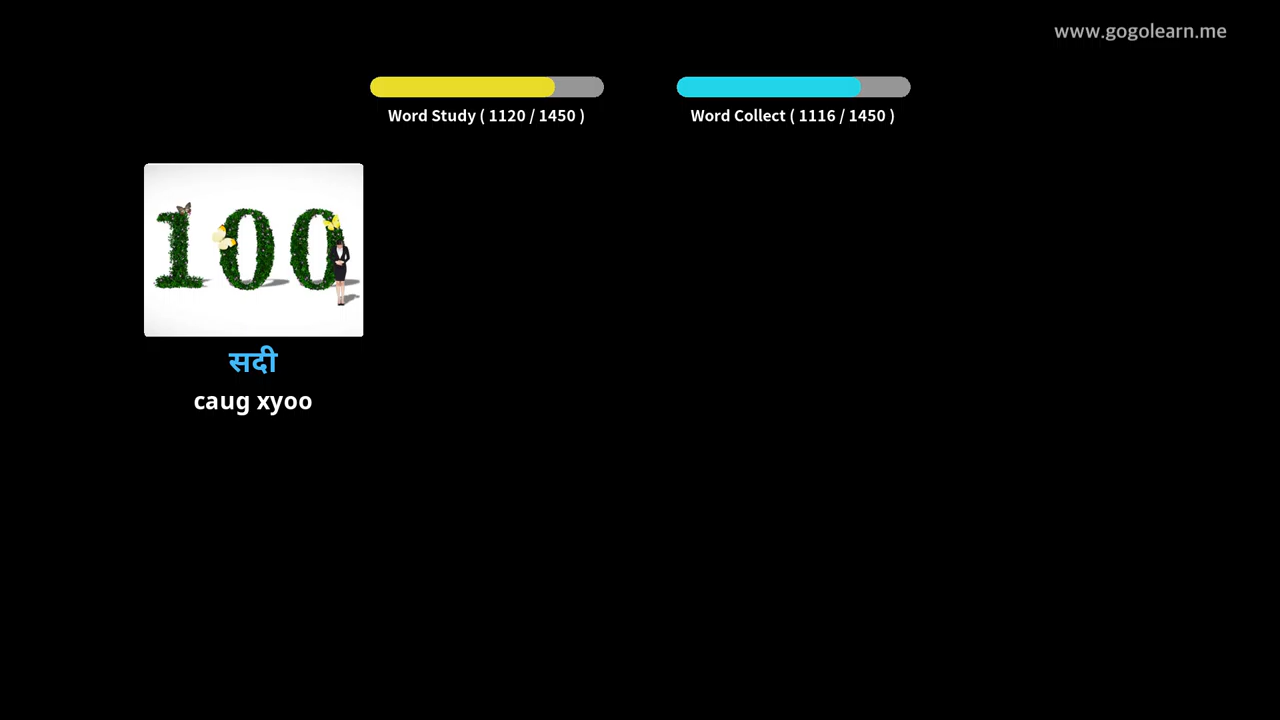 www.gogolearn.me
Word Study ( 1120 / 1450 )
Word Collect ( 1116 / 1450 )
100
सदी
caug xyoo